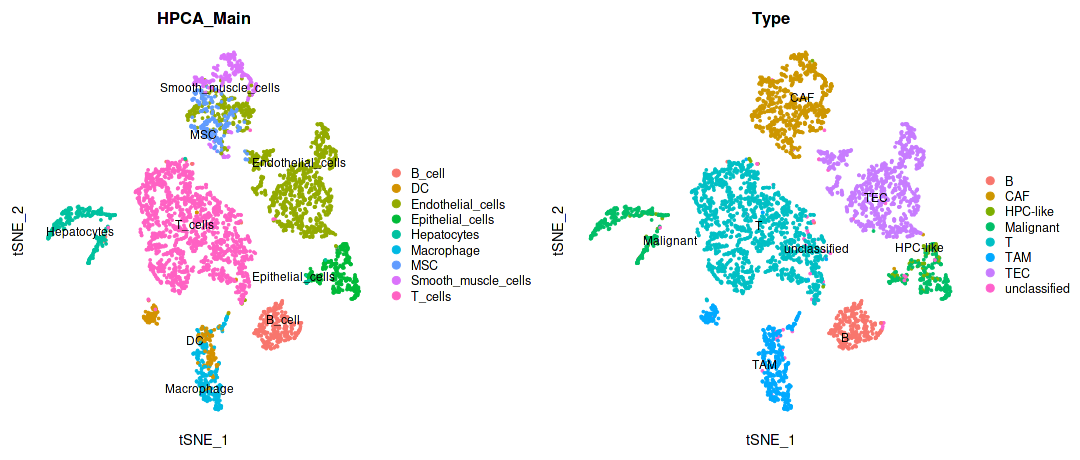 HPCA_Main
Smooth_muscle_cells
MSC
Endothelial_cells
T_cells
Hepatocytes
Epithelial_cells
B_cell
DC
Macrophage
tSNE_2
tSNE_1
B_cell
DC
Endothelial_cells
Epithelial_cells
Hepatocytes
Macrophage
MSC
Smooth_muscle_cells
T_cells
Type
CAF
TEC
T
Malignant
unclassified
HPC-like
B
TAM
tSNE_2
tSNE_1
B
CAF
HPC-like
Malignant
T
TAM
TEC
unclassified